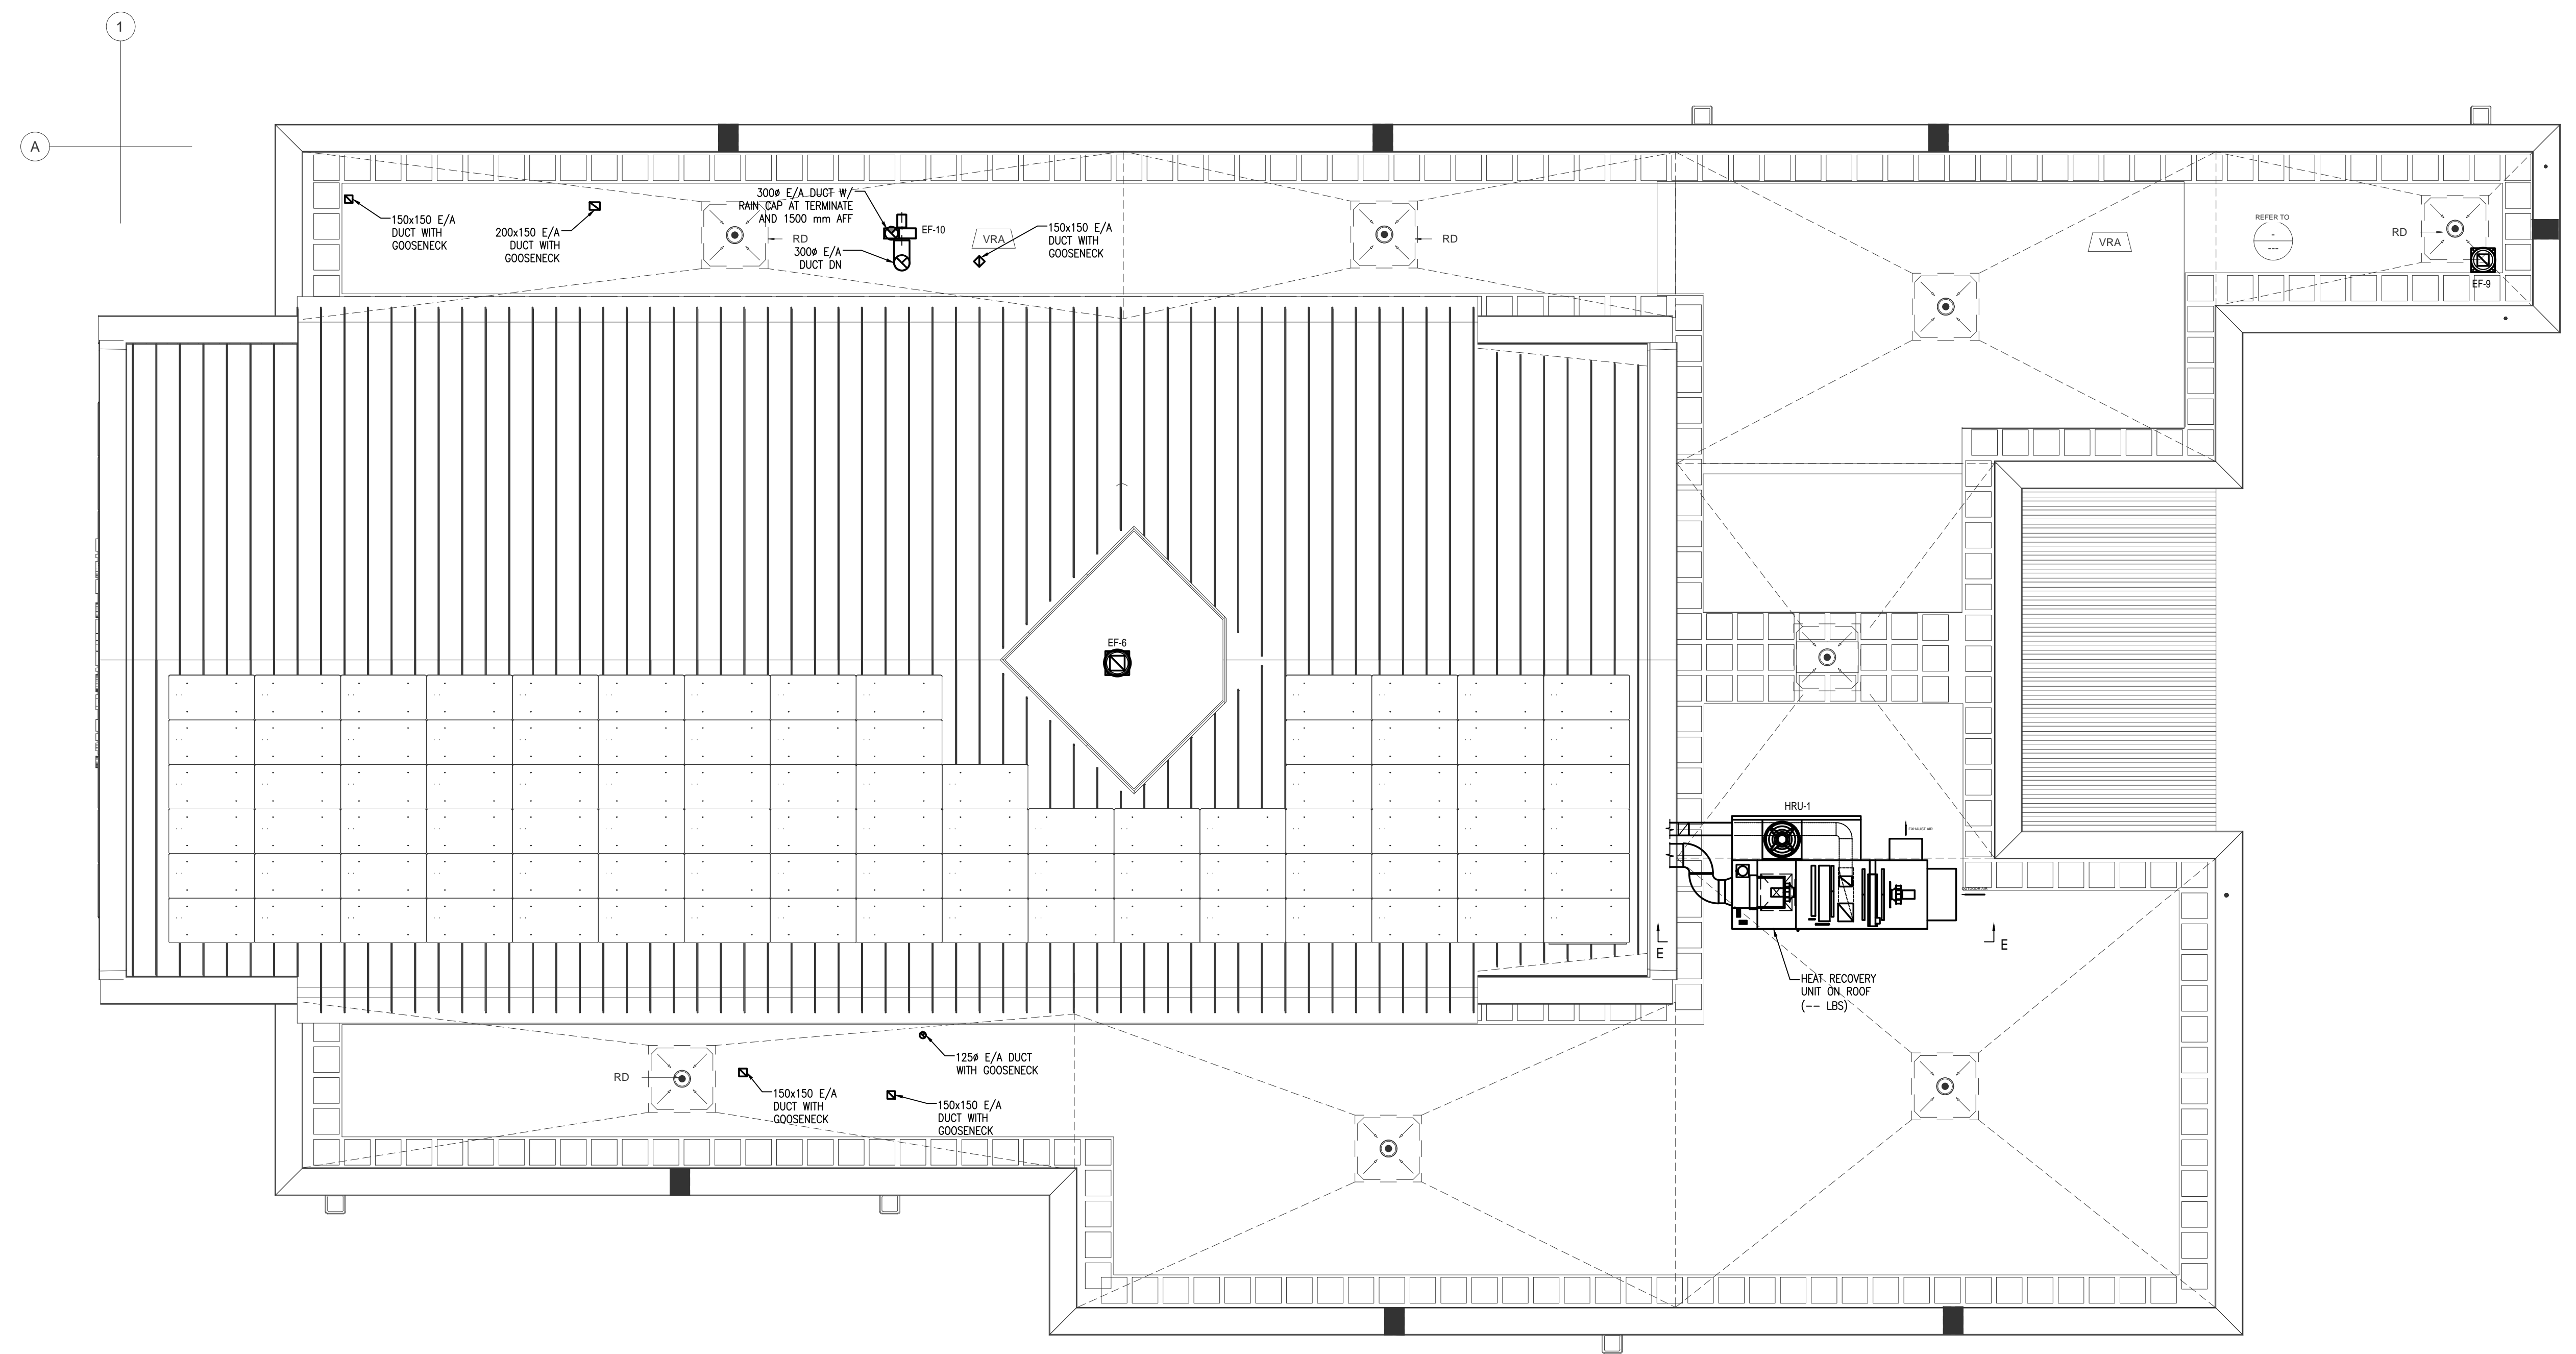 1
A
150x150 E/A
DUCT WITH
GOOSENECK
200x150 E/A
DUCT WITH
GOOSENECK
RD
300ø E/A DUCT W/
RAIN CAP AT TERMINATE
AND 1500 mm AFF
300ø E/A
DUCT DN
EF-10
VRA
150x150 E/A
DUCT WITH
GOOSENECK
RD
VRA
REFER TO
-
---
RD
EF-9
EF-6
HRU-1
EXHAUST AIR
OUTDOOR AIR
E
E
HEAT RECOVERY
UNIT ON ROOF
(-- LBS)
RD
125ø E/A DUCT
WITH GOOSENECK
150x150 E/A
DUCT WITH
GOOSENECK
150x150 E/A
DUCT WITH
GOOSENECK